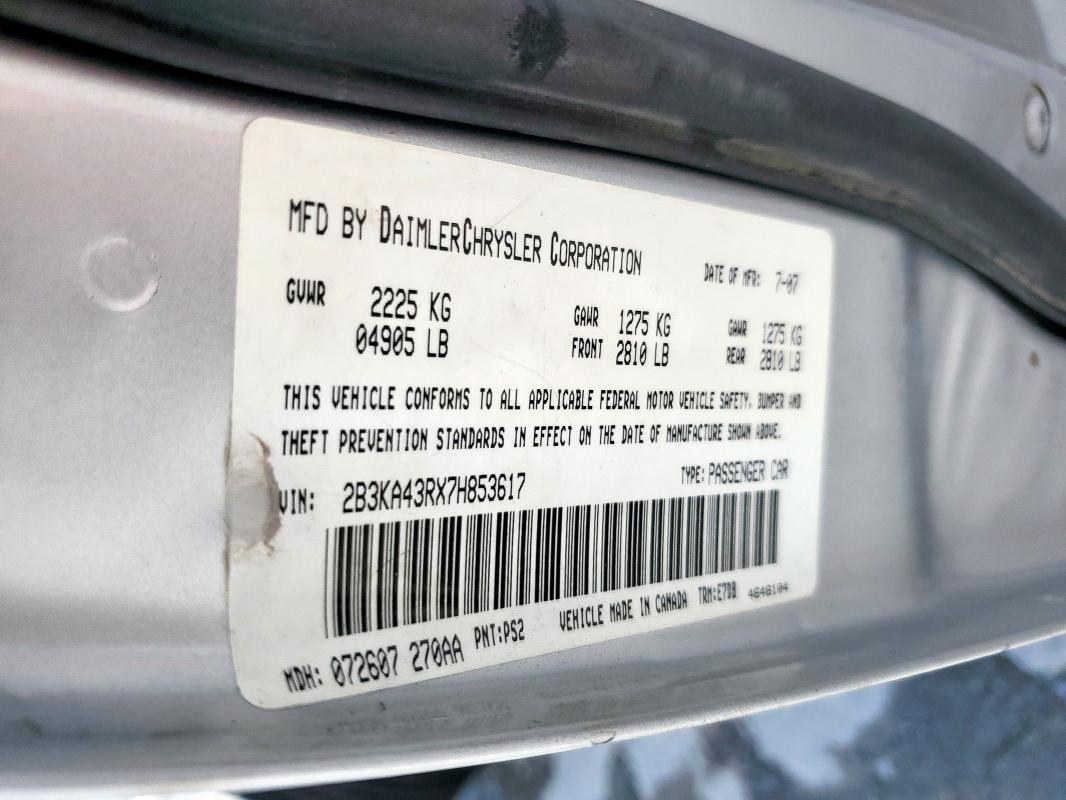 MFD BY DAIMLERCHRYSLER CORPORATION DATE OF MFR: 7-07
GVWR 2225 KG GAWR 1275 KG GAWR 1275 KG
04905 LB FRONT 2810 LB REAR 2810 LB
THIS VEHICLE CONFORMS TO ALL APPLICABLE FEDERAL MOTOR VEHICLE SAFETY, BUMPER AND
THEFT PREVENTION STANDARDS IN EFFECT ON THE DATE OF MANUFACTURE SHOWN ABOVE.
VIN: 2B3KA43RX7H853617 TYPE: PASSENGER CAR
MDH: 072607 270AA PNT:PS2 VEHICLE MADE IN CANADA TRM:E7D8 4648104